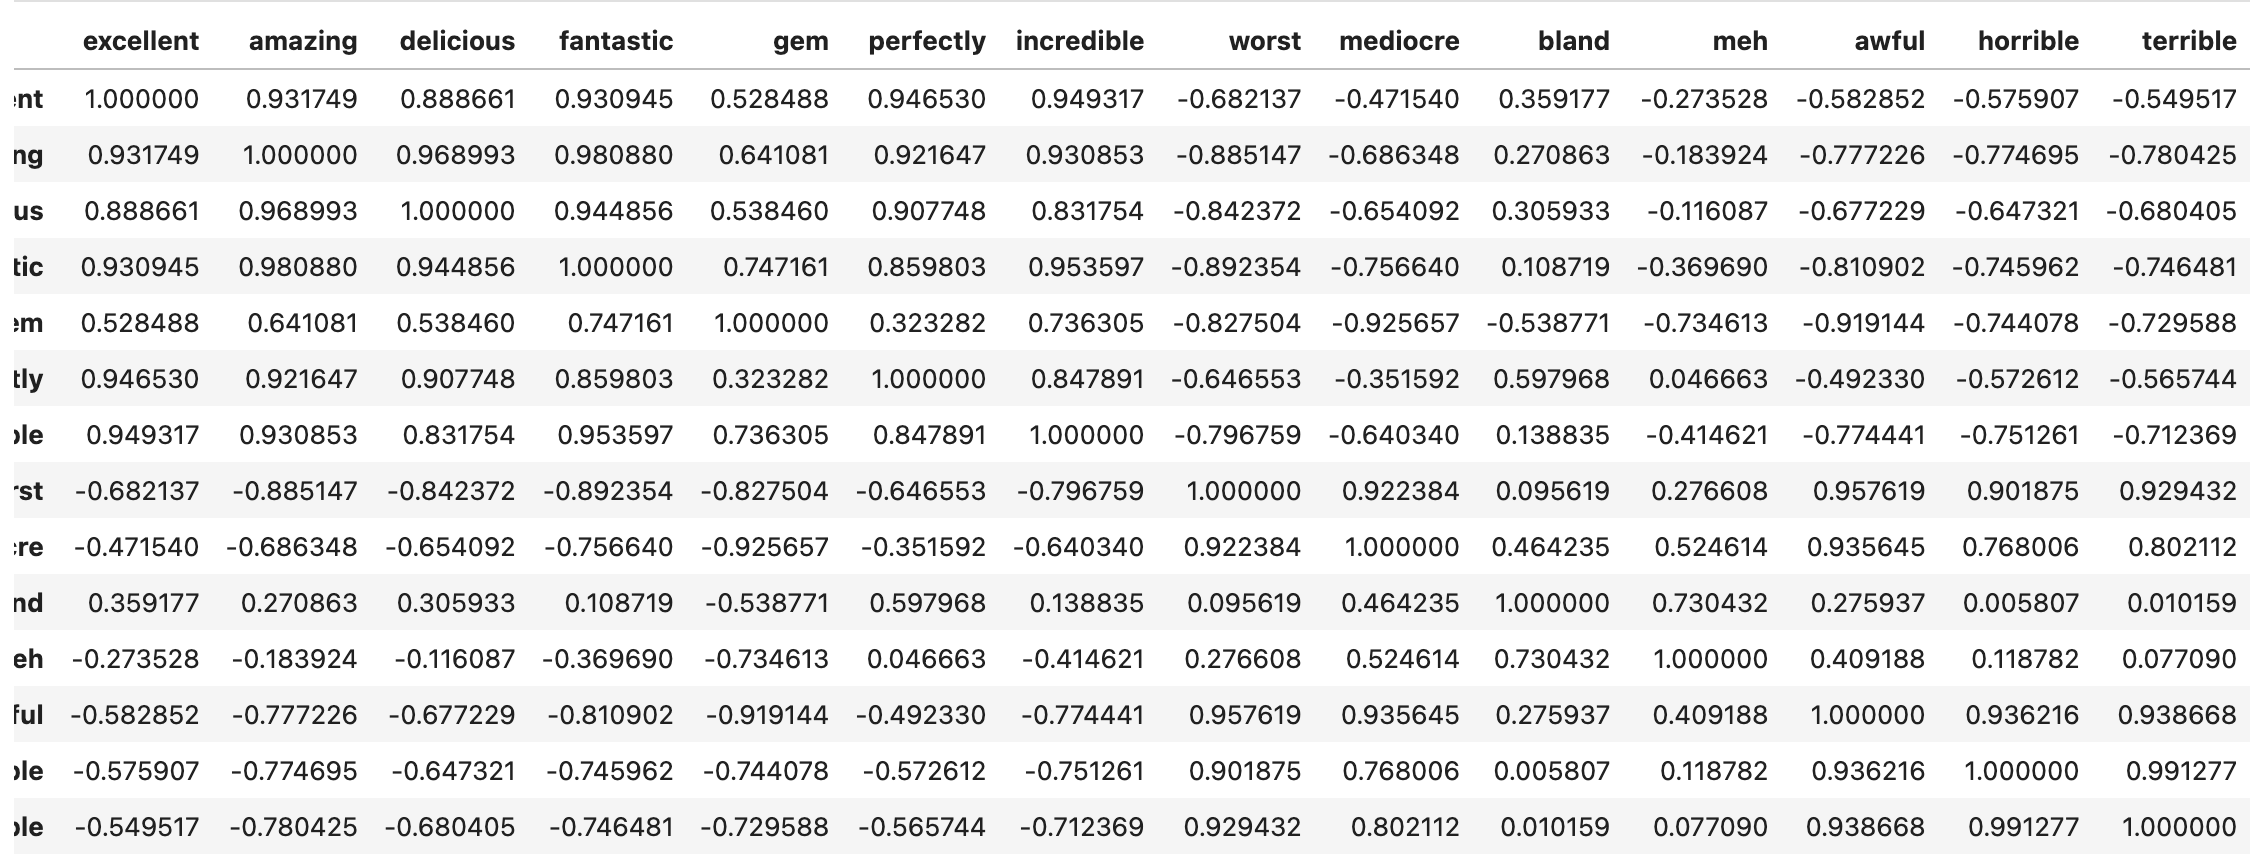 excellent amazing delicious fantastic gem perfectly incredible worst mediocre bland meh awful horrible terrible
ent 1.000000 0.931749 0.888661 0.930945 0.528488 0.946530 0.949317 -0.682137 -0.471540 0.359177 -0.273528 -0.582852 -0.575907 -0.549517
ng 0.931749 1.000000 0.968993 0.980880 0.641081 0.921647 0.930853 -0.885147 -0.686348 0.270863 -0.183924 -0.777226 -0.774695 -0.780425
us 0.888661 0.968993 1.000000 0.944856 0.538460 0.907748 0.831754 -0.842372 -0.654092 0.305933 -0.116087 -0.677229 -0.647321 -0.680405
tic 0.930945 0.980880 0.944856 1.000000 0.747161 0.859803 0.953597 -0.892354 -0.756640 0.108719 -0.369690 -0.810902 -0.745962 -0.746481
em 0.528488 0.641081 0.538460 0.747161 1.000000 0.323282 0.736305 -0.827504 -0.925657 -0.538771 -0.734613 -0.919144 -0.744078 -0.729588
tly 0.946530 0.921647 0.907748 0.859803 0.323282 1.000000 0.847891 -0.646553 -0.351592 0.597968 0.046663 -0.492330 -0.572612 -0.565744
ble 0.949317 0.930853 0.831754 0.953597 0.736305 0.847891 1.000000 -0.796759 -0.640340 0.138835 -0.414621 -0.774441 -0.751261 -0.712369
rst -0.682137 -0.885147 -0.842372 -0.892354 -0.827504 -0.646553 -0.796759 1.000000 0.922384 0.095619 0.276608 0.957619 0.901875 0.929432
cre -0.471540 -0.686348 -0.654092 -0.756640 -0.925657 -0.351592 -0.640340 0.922384 1.000000 0.464235 0.524614 0.935645 0.768006 0.802112
nd 0.359177 0.270863 0.305933 0.108719 -0.538771 0.597968 0.138835 0.095619 0.464235 1.000000 0.730432 0.275937 0.005807 0.010159
eh -0.273528 -0.183924 -0.116087 -0.369690 -0.734613 0.046663 -0.414621 0.276608 0.524614 0.730432 1.000000 0.409188 0.118782 0.077090
ful -0.582852 -0.777226 -0.677229 -0.810902 -0.919144 -0.492330 -0.774441 0.957619 0.935645 0.275937 0.409188 1.000000 0.936216 0.938668
ble -0.575907 -0.774695 -0.647321 -0.745962 -0.744078 -0.572612 -0.751261 0.901875 0.768006 0.005807 0.118782 0.936216 1.000000 0.991277
ble -0.549517 -0.780425 -0.680405 -0.746481 -0.729588 -0.565744 -0.712369 0.929432 0.802112 0.010159 0.077090 0.938668 0.991277 1.000000